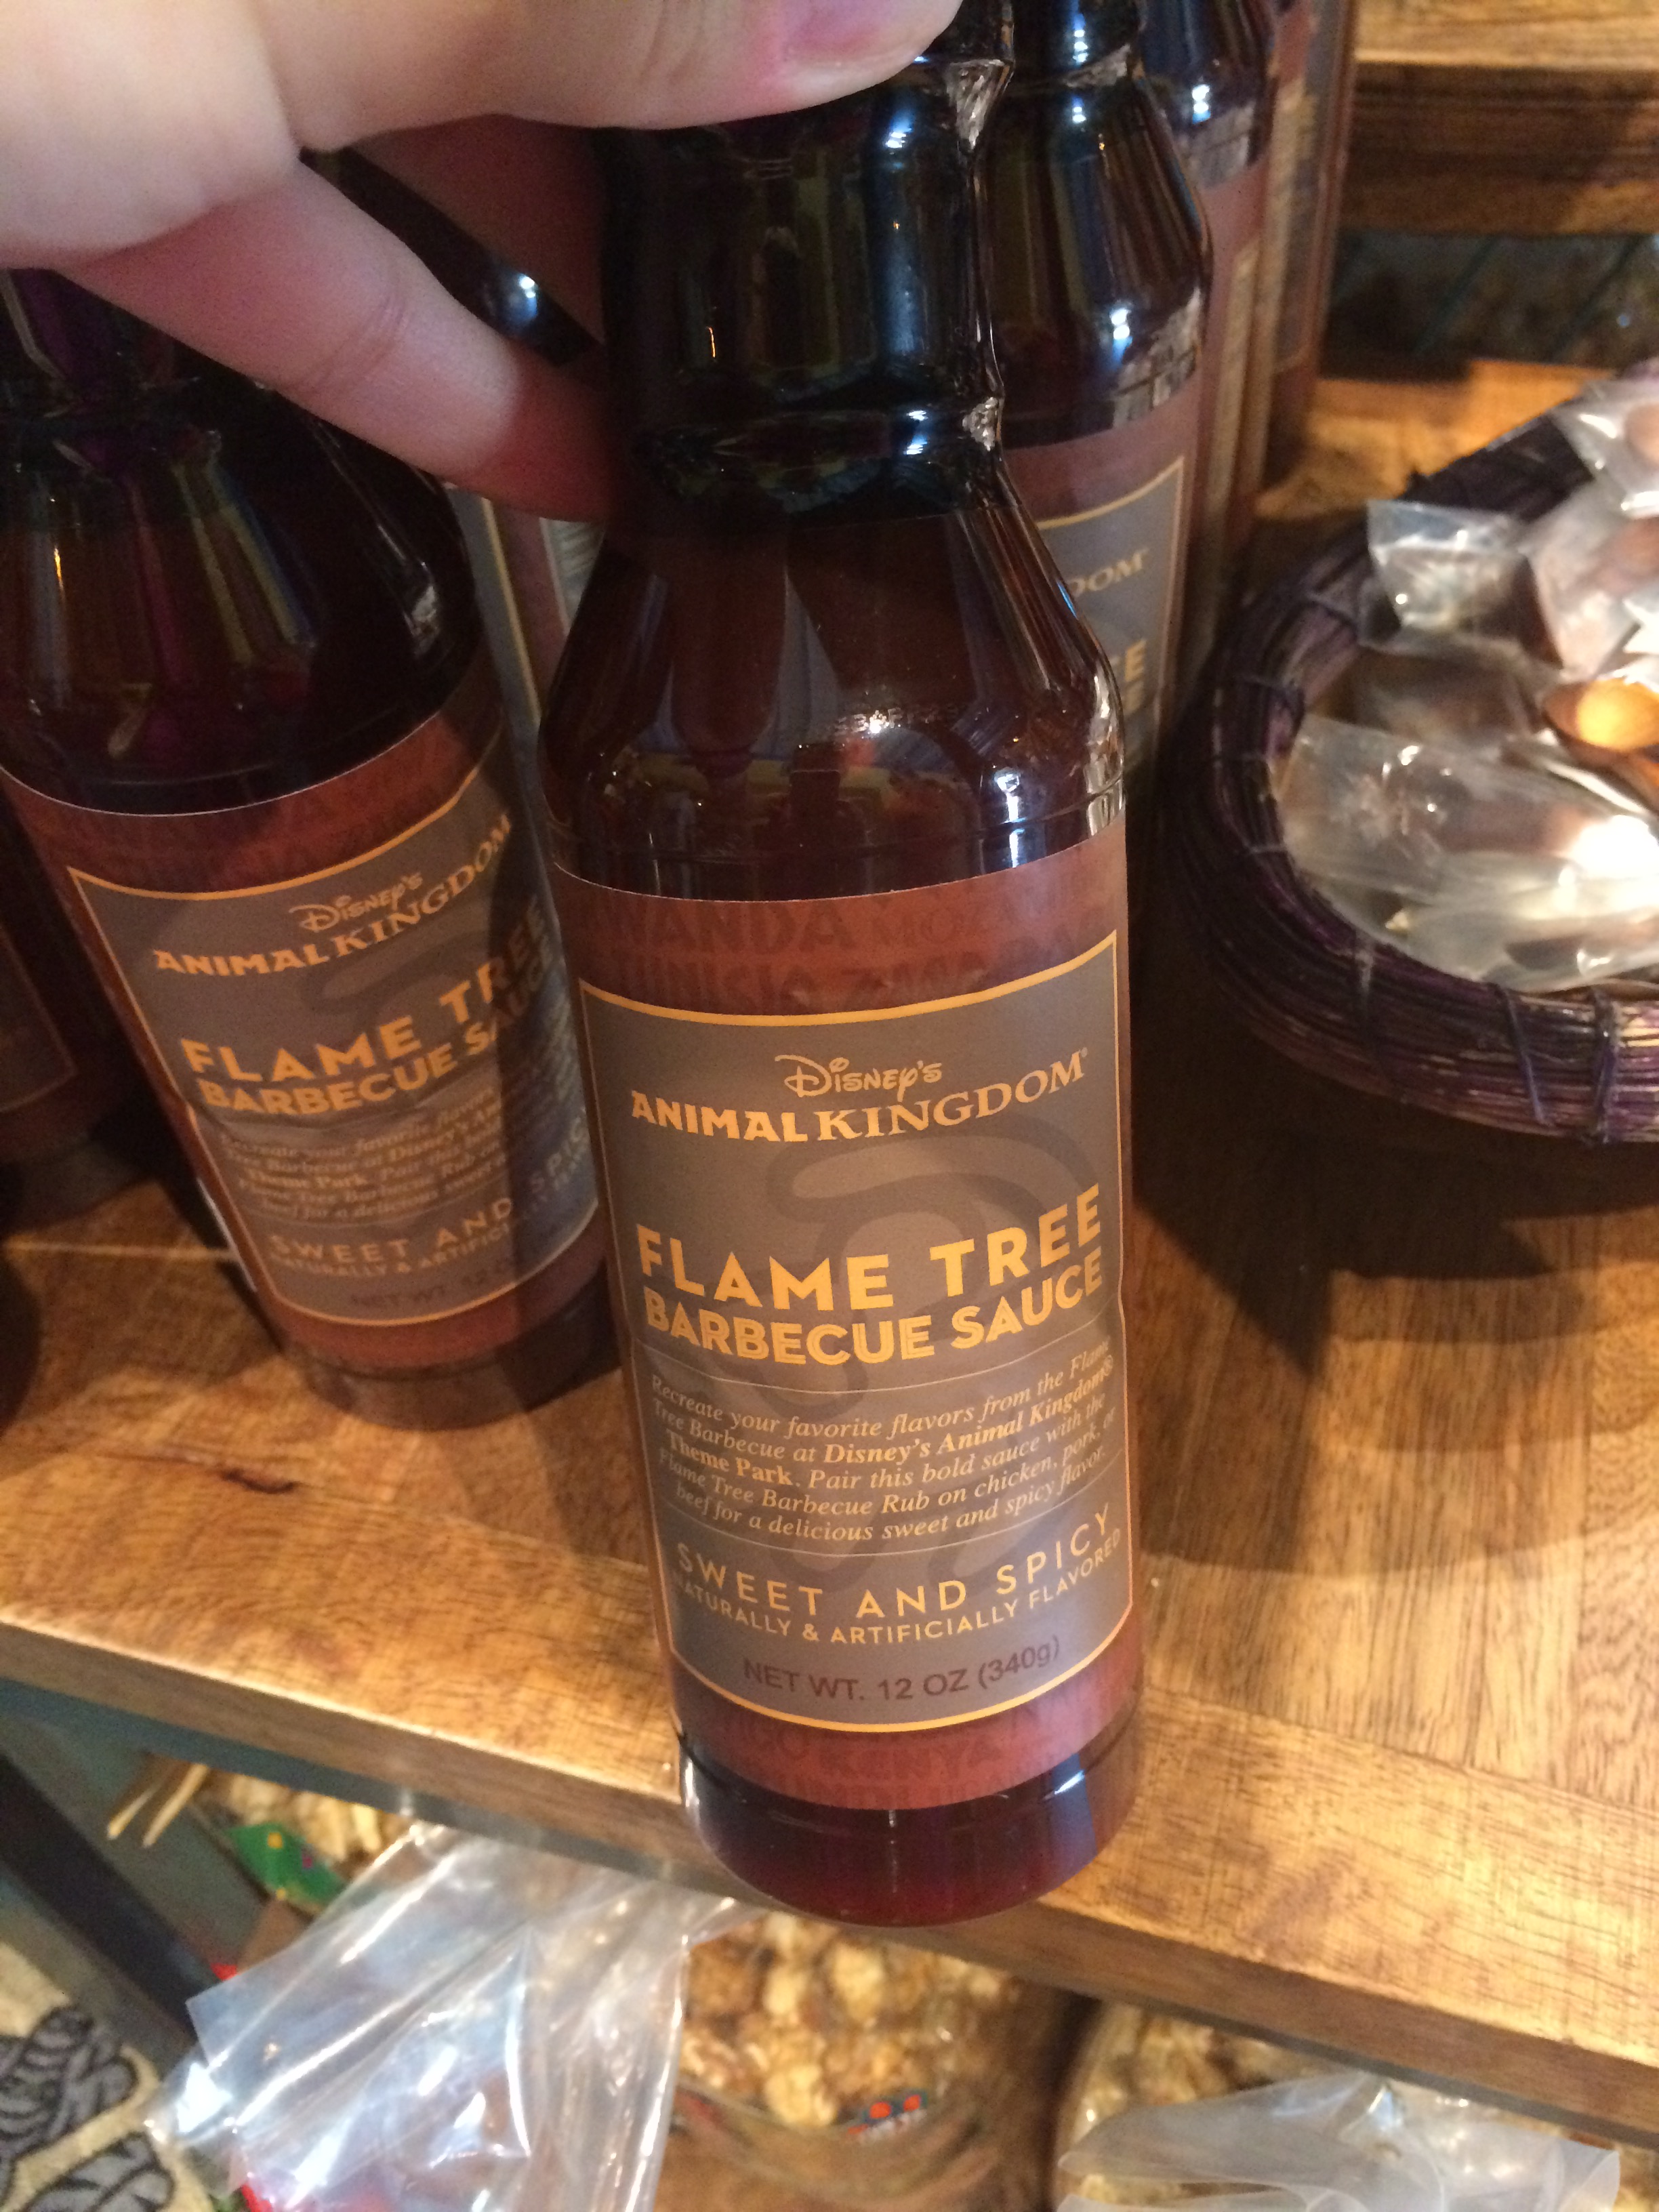 DISNEY'S
ANIMAL KINGDOM
FLAME TREE
BARBECUE SAUCE
Recreate your favorite flavors from the Flame
Tree Barbecue at Disney's Animal Kingdom®
Theme Park. Pair this bold sauce with the
Flame Tree Barbecue Rub on chicken, pork, or
beef for a delicious sweet and spicy flavor.
SWEET AND SPICY
NATURALLY & ARTIFICIALLY FLAVORED
NET WT. 12 OZ (340g)
KENYA
DISNEY'S
ANIMAL KINGDOM
FLAME TREE
BARBECUE SAUCE
SWEET AND SPIC